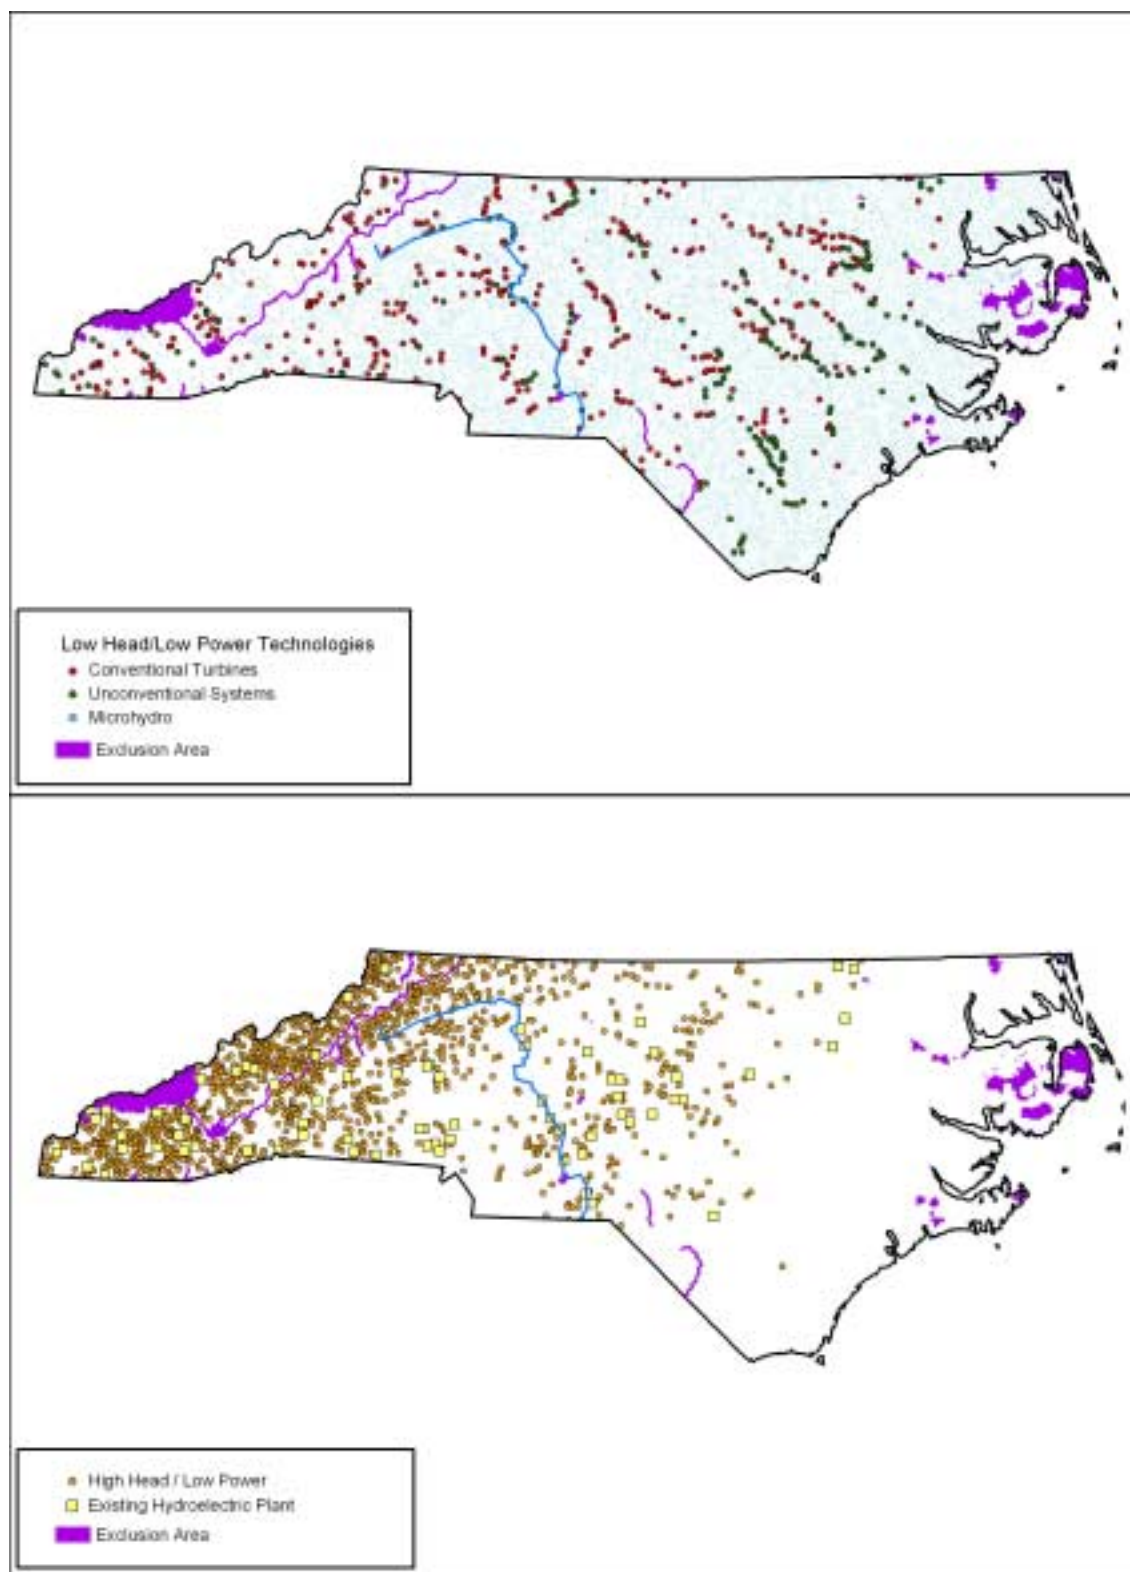 Low Head/Low Power Technologies
Conventional Turbines
Unconventional Systems
Microhydro
Exclusion Area
High Head / Low Power
Existing Hydroelectric Plant
Exclusion Area